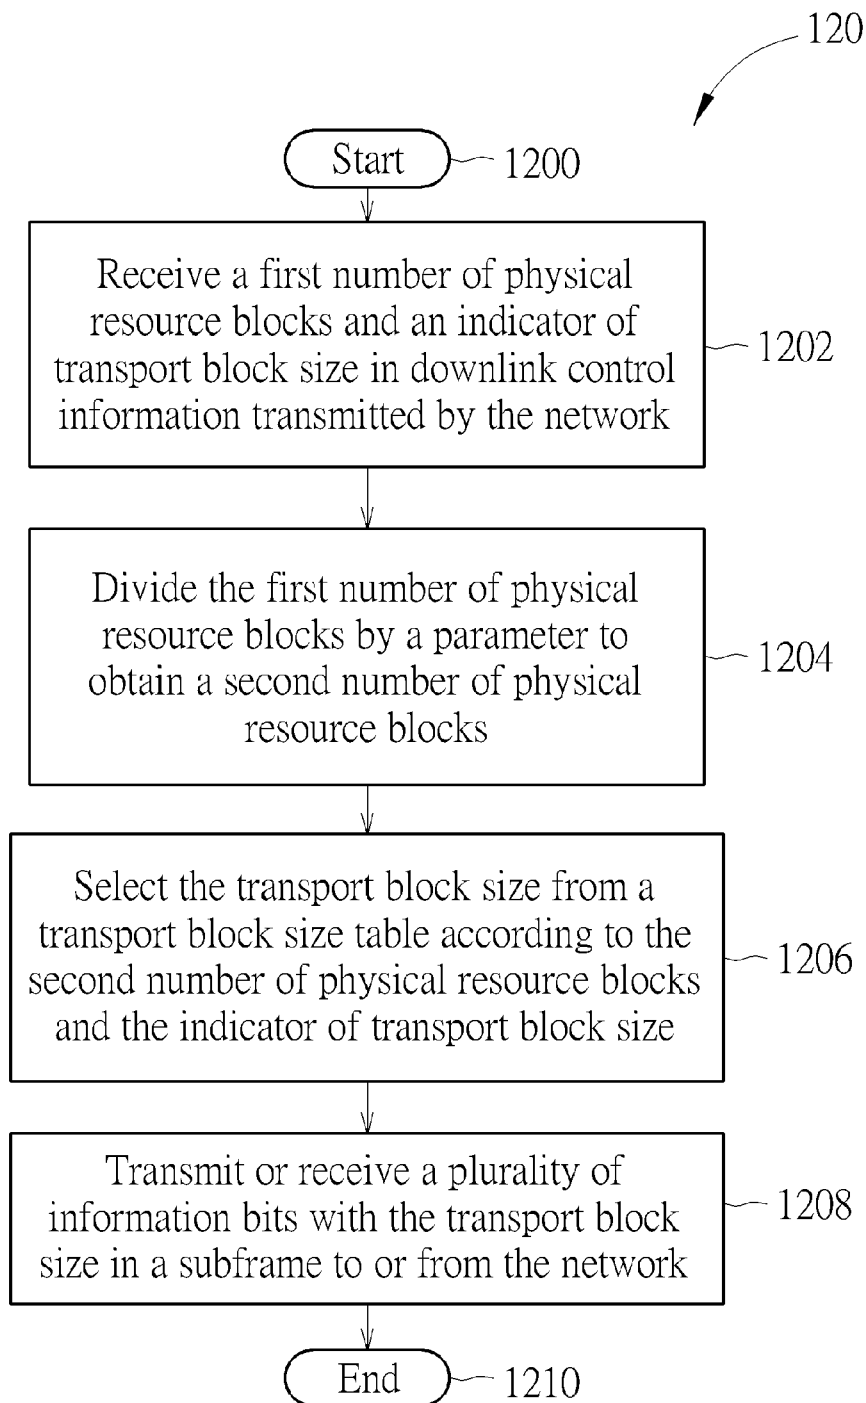 120
Start
1200
Receive a first number of physical
resource blocks and an indicator of
transport block size in downlink control
information transmitted by the network
1202
Divide the first number of physical
resource blocks by a parameter to
obtain a second number of physical
resource blocks
1204
Select the transport block size from a
transport block size table according to the
second number of physical resource blocks
and the indicator of transport block size
1206
Transmit or receive a plurality of
information bits with the transport block
size in a subframe to or from the network
1208
End
1210